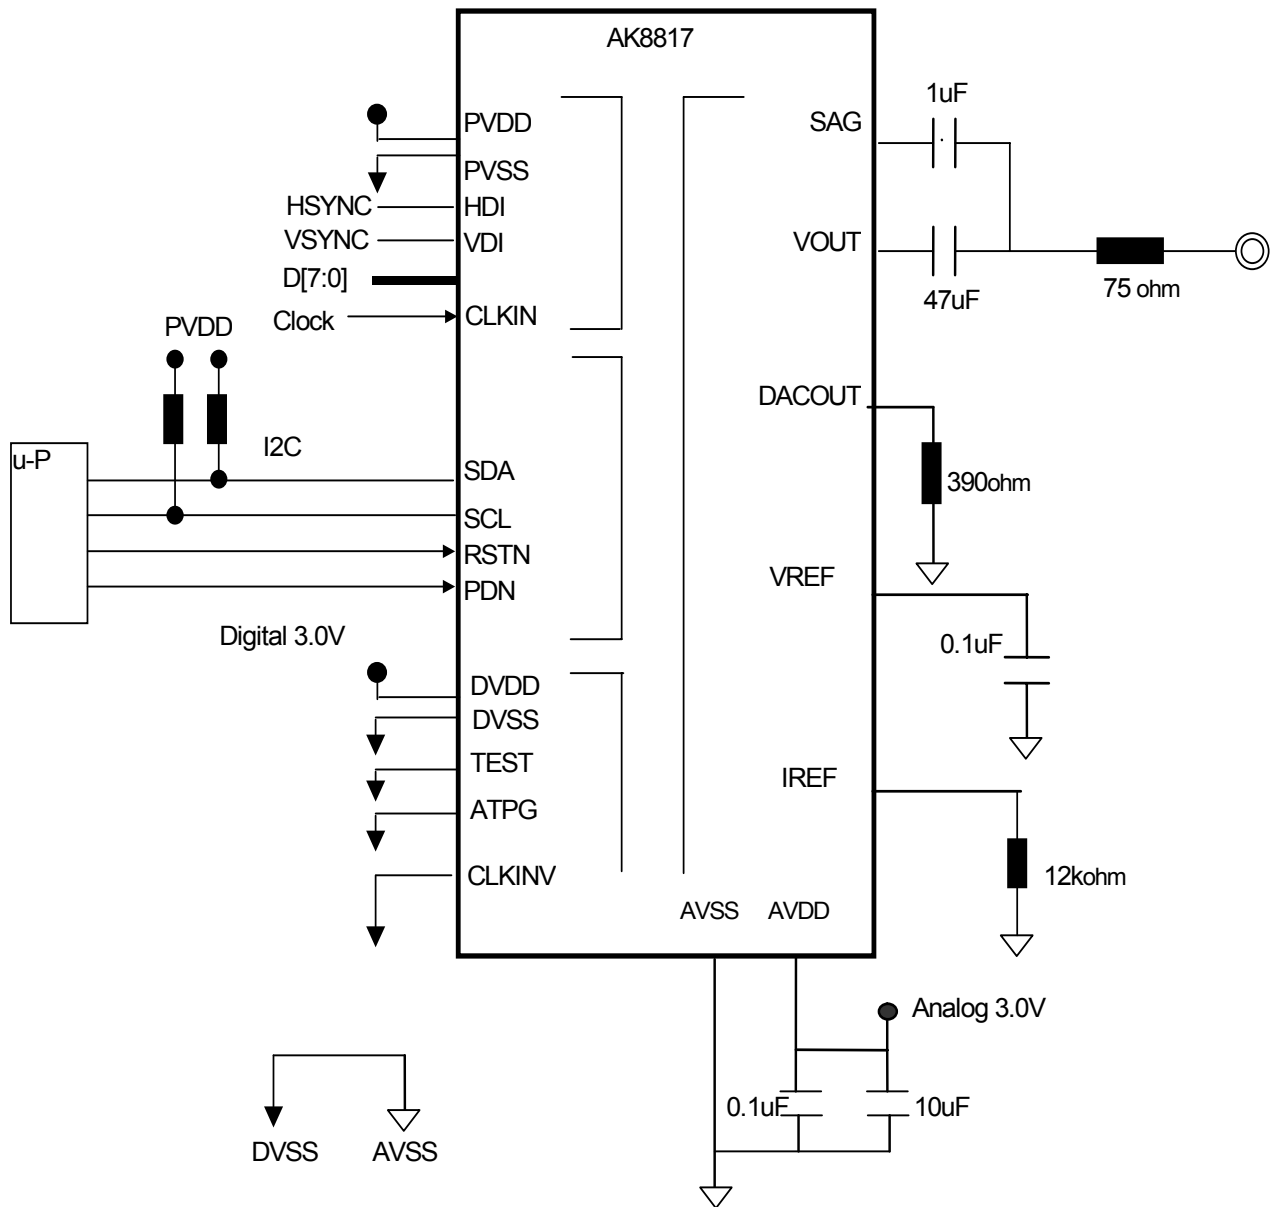 AK8817
PVDD
PVSS
HSYNC
HDI
VSYNC
VDI
D[7:0]
Clock
CLKIN
PVDD
I2C
u-P
SDA
SCL
RSTN
PDN
Digital 3.0V
DVDD
DVSS
TEST
ATPG
CLKINV
SAG
1uF
VOUT
47uF
75 ohm
DACOUT
390ohm
VREF
0.1uF
IREF
12kohm
AVSS
AVDD
Analog 3.0V
0.1uF
10uF
DVSS
AVSS